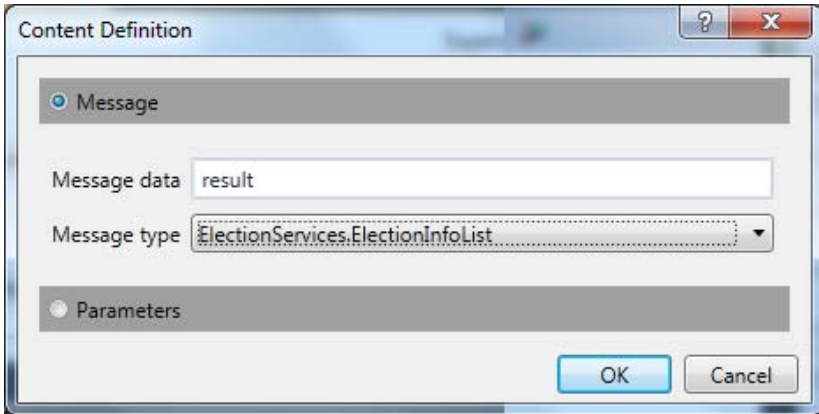 Content Definition
?
Message
Message data result
Message type ElectionServices.ElectionInfoList
Parameters
OK Cancel